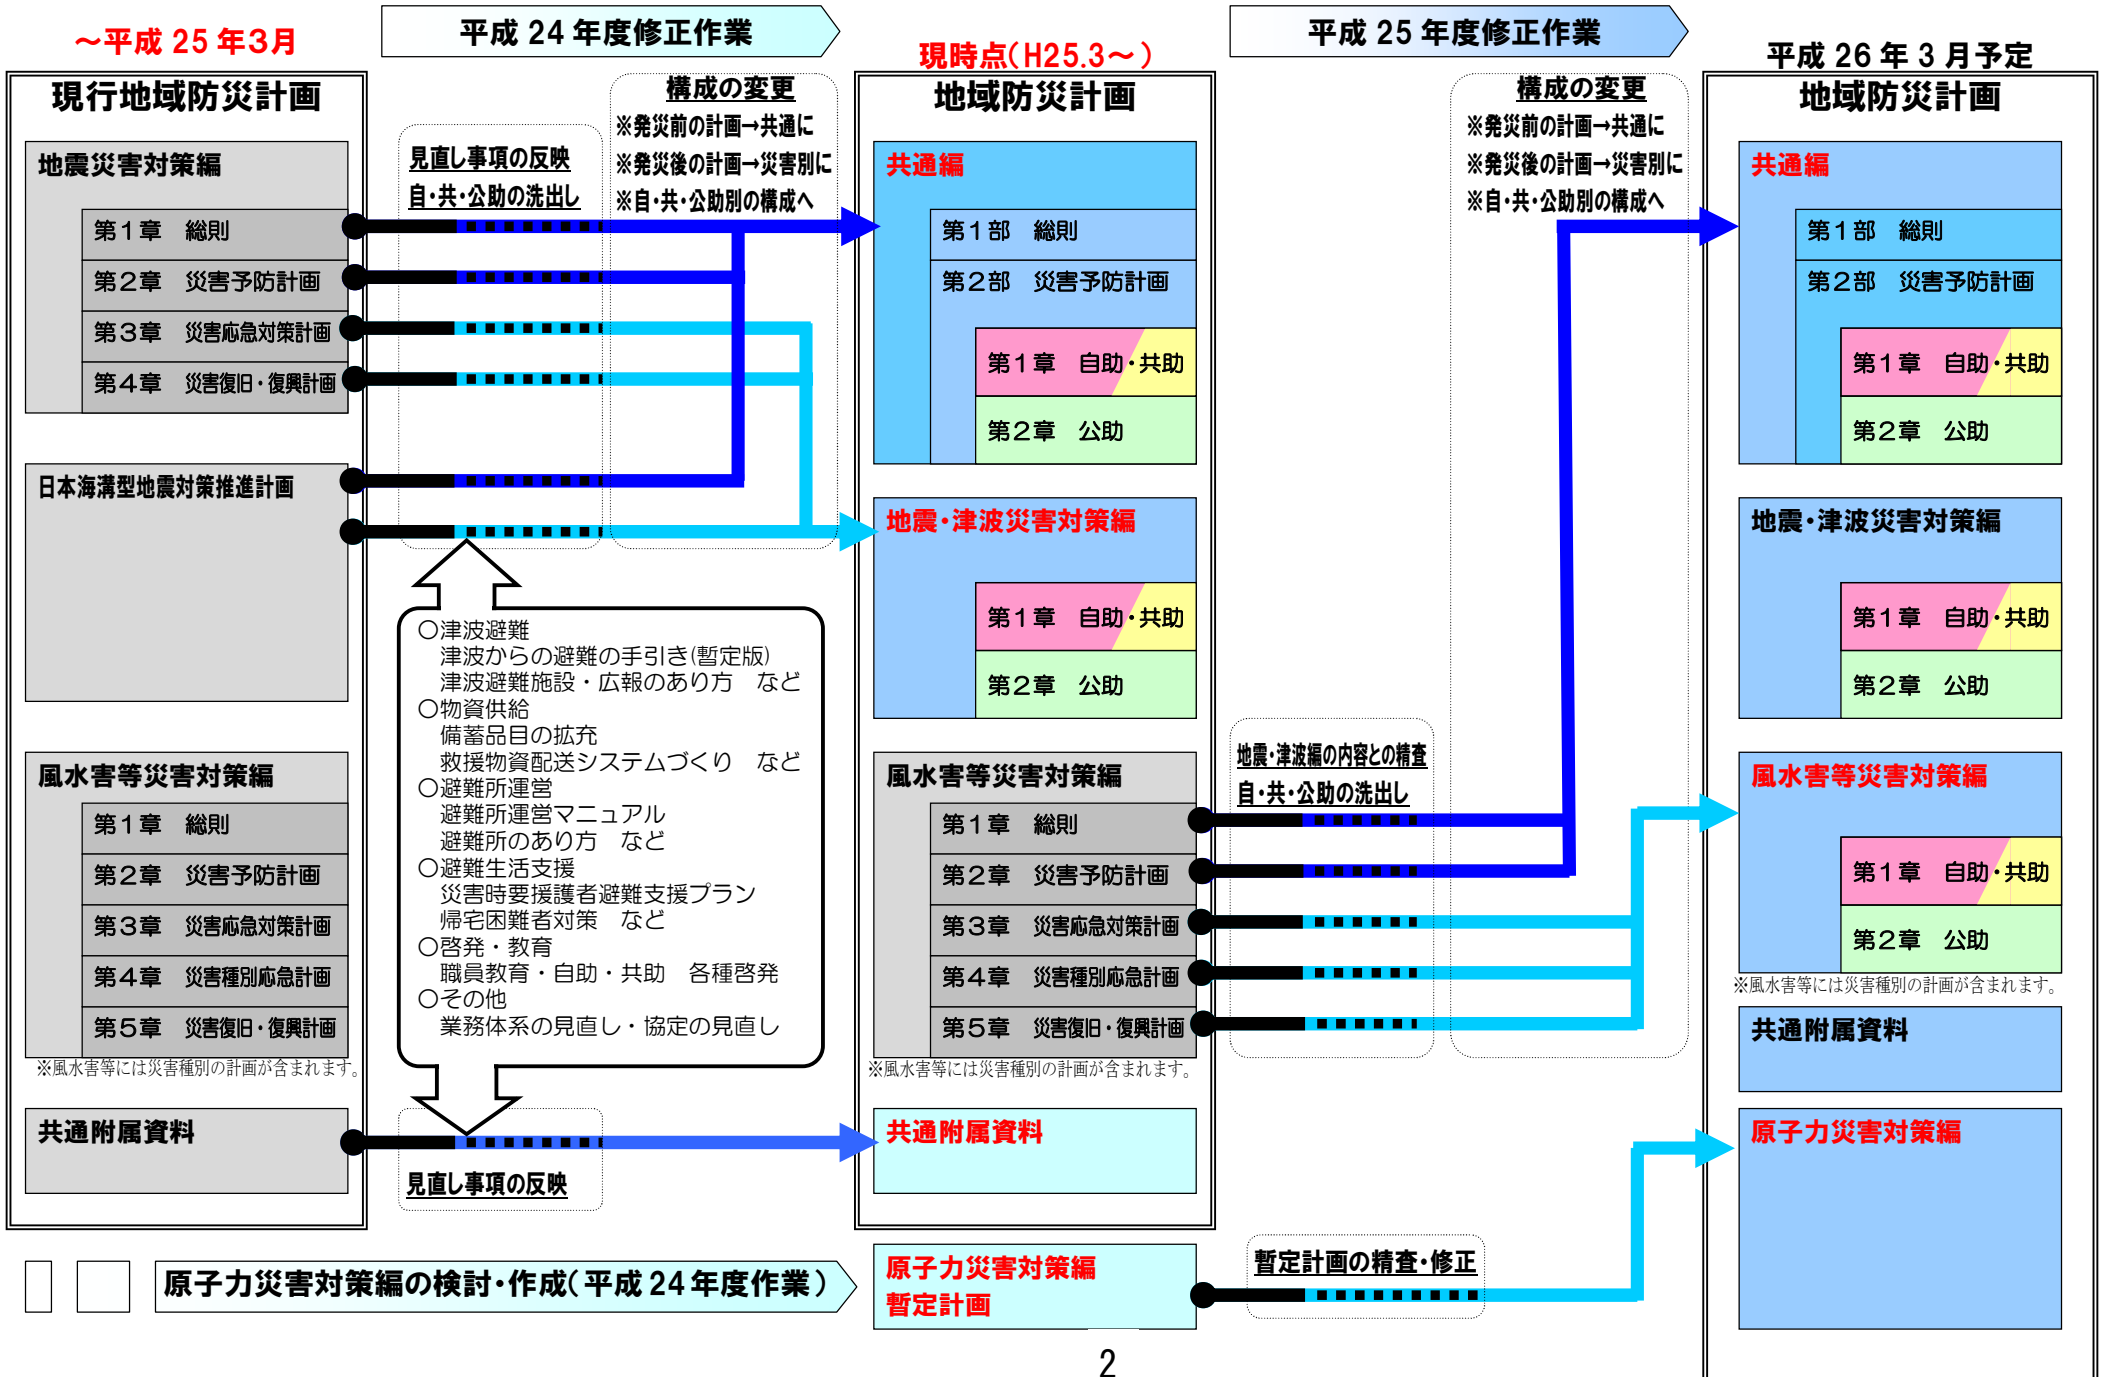 ～平成 25 年3月
平成 24 年度修正作業
現時点(H25.3～)
平成 25 年度修正作業
平成 26 年 3 月予定
現行地域防災計画
地震災害対策編
第1章 総則
第2章 災害予防計画
第3章 災害応急対策計画
第4章 災害復旧・復興計画
日本海溝型地震対策推進計画
風水害等災害対策編
第1章 総則
第2章 災害予防計画
第3章 災害応急対策計画
第4章 災害種別応急計画
第5章 災害復旧・復興計画
※風水害等には災害種別の計画が含まれます。
共通附属資料
見直し事項の反映
自・共・公助の洗出し
構成の変更
※発災前の計画→共通に
※発災後の計画→災害別に
※自・共・公助別の構成へ
○津波避難
津波からの避難の手引き(暫定版)
津波避難施設・広報のあり方 など
○物資供給
備蓄品目の拡充
救援物資配送システムづくり など
○避難所運営
避難所運営マニュアル
避難所のあり方 など
○避難生活支援
災害時要援護者避難支援プラン
帰宅困難者対策 など
○啓発・教育
職員教育・自助・共助 各種啓発
○その他
業務体系の見直し・協定の見直し
見直し事項の反映
原子力災害対策編の検討・作成(平成 24 年度作業)
地域防災計画
共通編
第1部 総則
第2部 災害予防計画
第1章 自助・共助
第2章 公助
地震・津波災害対策編
第1章 自助・共助
第2章 公助
風水害等災害対策編
第1章 総則
第2章 災害予防計画
第3章 災害応急対策計画
第4章 災害種別応急計画
第5章 災害復旧・復興計画
※風水害等には災害種別の計画が含まれます。
共通附属資料
原子力災害対策編
暫定計画
地震・津波編の内容との精査
自・共・公助の洗出し
構成の変更
※発災前の計画→共通に
※発災後の計画→災害別に
※自・共・公助別の構成へ
暫定計画の精査・修正
地域防災計画
共通編
第1部 総則
第2部 災害予防計画
第1章 自助・共助
第2章 公助
地震・津波災害対策編
第1章 自助・共助
第2章 公助
風水害等災害対策編
第1章 自助・共助
第2章 公助
※風水害等には災害種別の計画が含まれます。
共通附属資料
原子力災害対策編
2